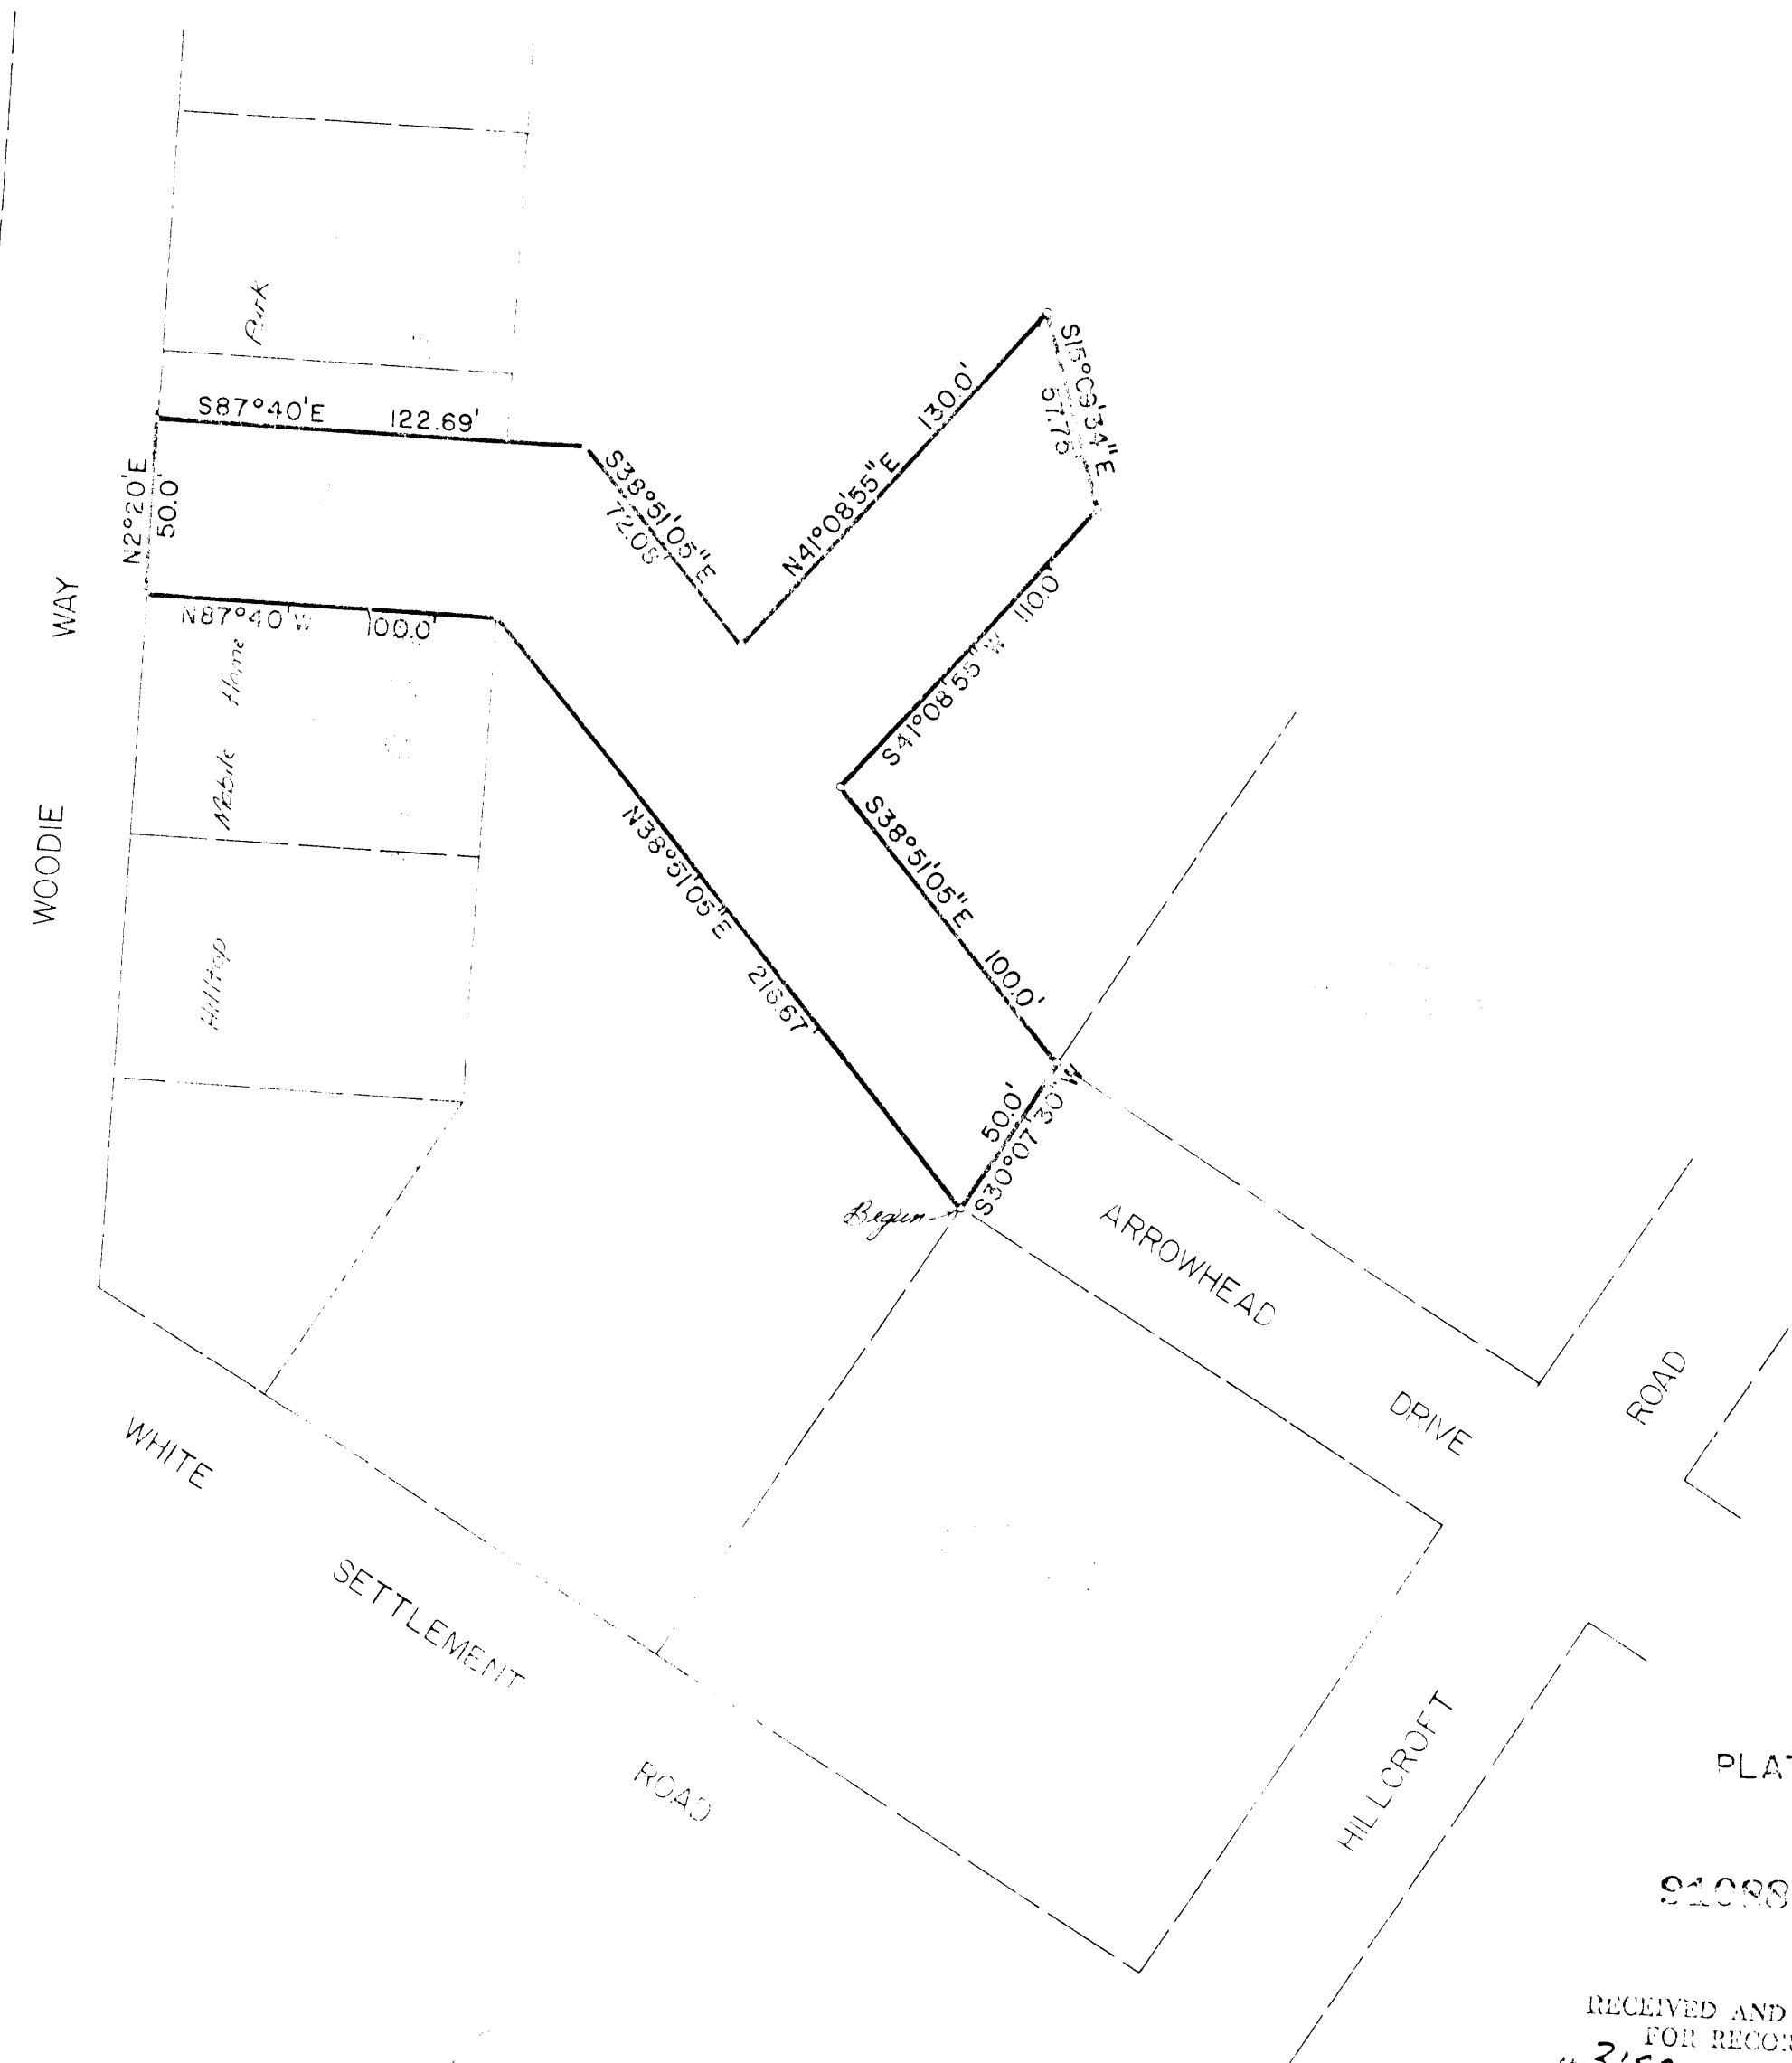 Park
S87°40'E 122.69'
N2°20'E
50.0'
S38°51'05"E
72.08'
N41°08'55"E 130.0'
S15°09'34"E
57.75
N87°40'W 100.0'
S41°08'55"W 110.0'
S38°51'05"E 100.0'
N38°51'05"E 216.67'
50.0'
S30°07'30"W
Begun
WOODIE WAY
Hilltop Mobile Home
ARROWHEAD DRIVE
WHITE SETTLEMENT ROAD
HILLCROFT ROAD
PLAT
91088
RECEIVED AND
FOR RECOR